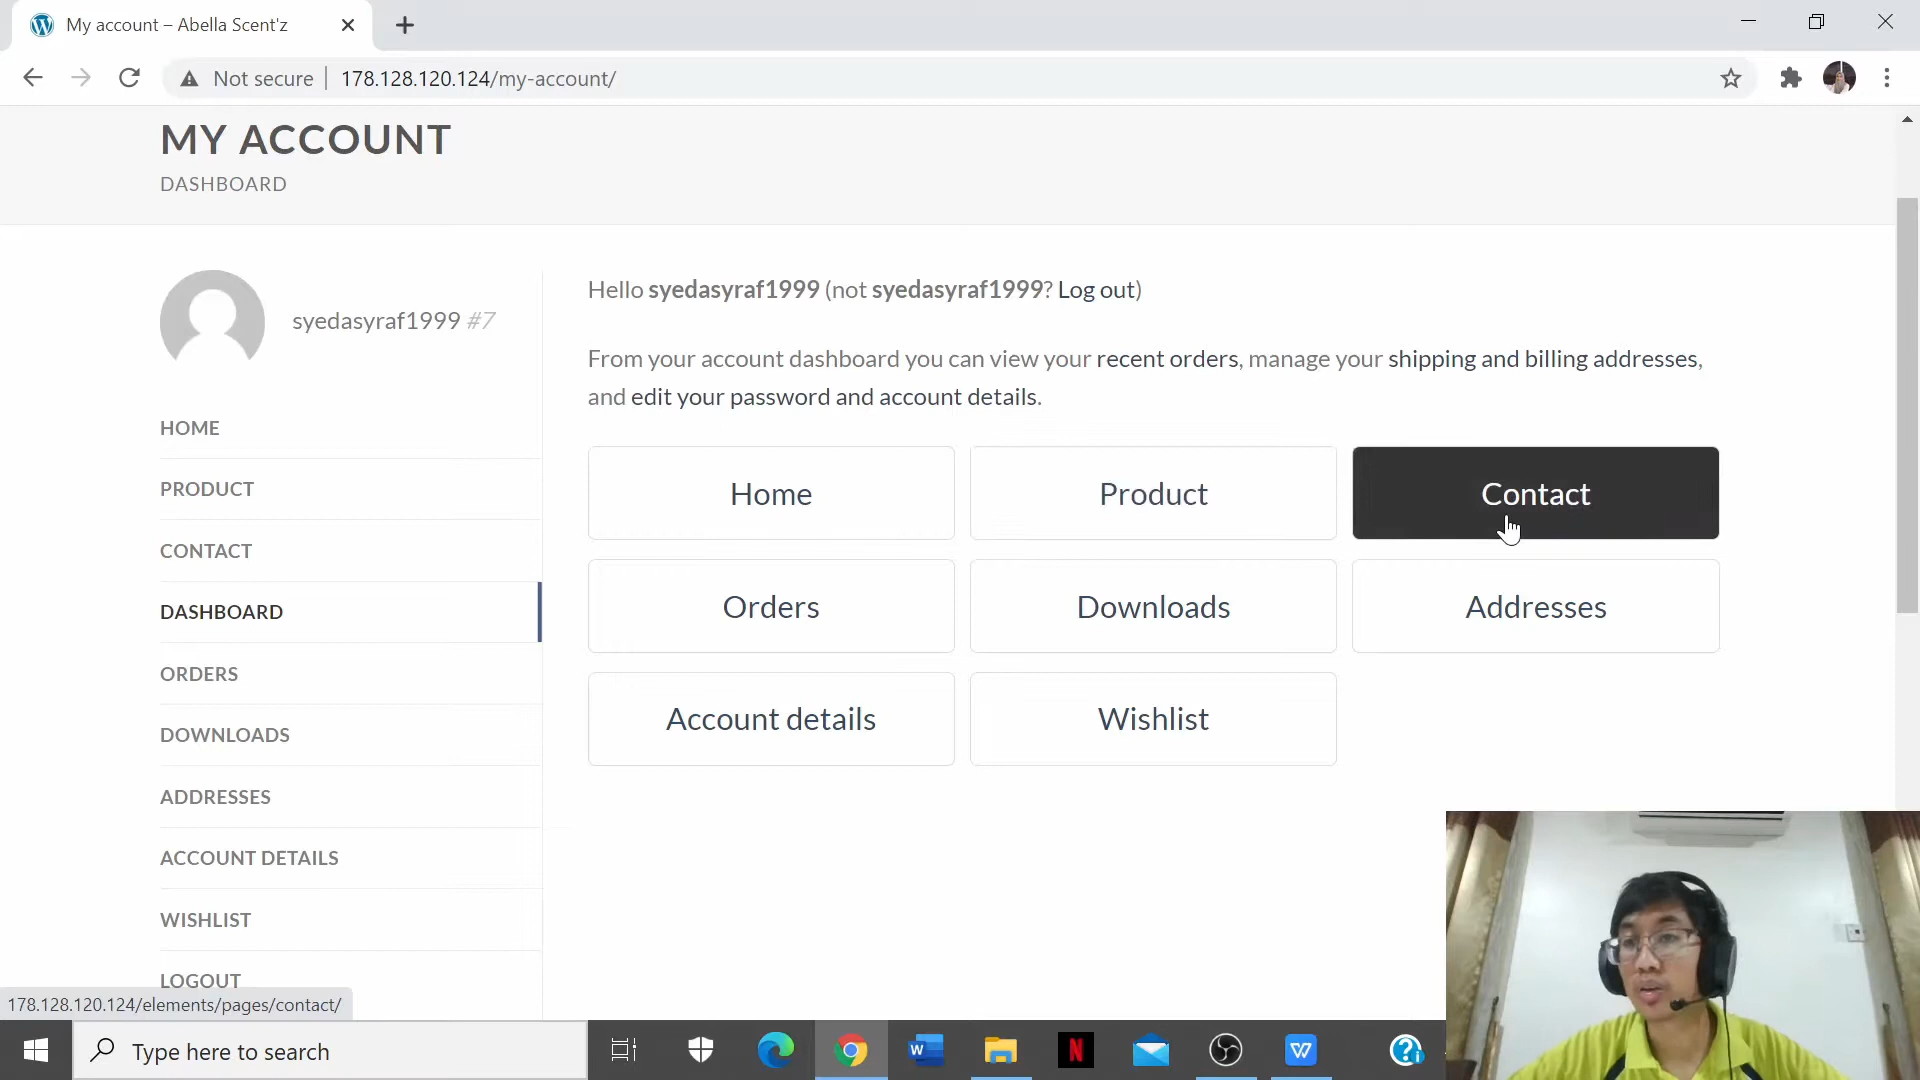 My account – Abella Scent'z
Not secure
178.128.120.124/my-account/
MY ACCOUNT
DASHBOARD
syedasyraf1999 #7
HOME
PRODUCT
CONTACT
DASHBOARD
ORDERS
DOWNLOADS
ADDRESSES
ACCOUNT DETAILS
WISHLIST
LOGOUT
Hello syedasyraf1999 (not syedasyraf1999? Log out)
From your account dashboard you can view your recent orders, manage your shipping and billing addresses,
and edit your password and account details.
Home
Product
Contact
Orders
Downloads
Addresses
Account details
Wishlist
178.128.120.124/elements/pages/contact/
Type here to search